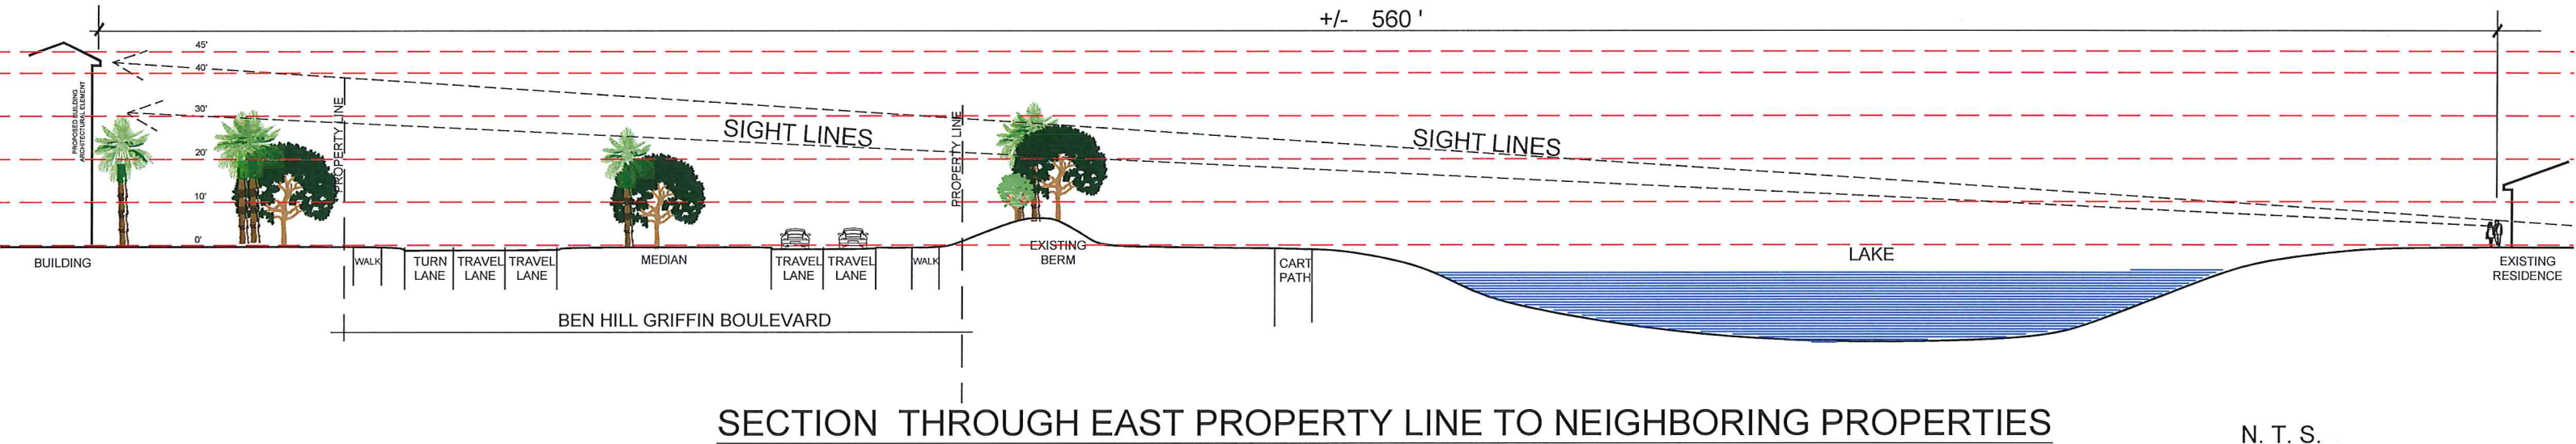 +/- 560 '
45'
40'
30'
20'
10'
0'
PROPOSED BUILDING
ARCHITECTURAL ELEMENT
PROPERTY LINE
SIGHT LINES
PROPERTY LINE
SIGHT LINES
BUILDING
WALK
TURN
LANE
TRAVEL
LANE
TRAVEL
LANE
MEDIAN
TRAVEL
LANE
TRAVEL
LANE
WALK
EXISTING
BERM
CART
PATH
LAKE
EXISTING
RESIDENCE
BEN HILL GRIFFIN BOULEVARD
SECTION THROUGH EAST PROPERTY LINE TO NEIGHBORING PROPERTIES
N. T. S.